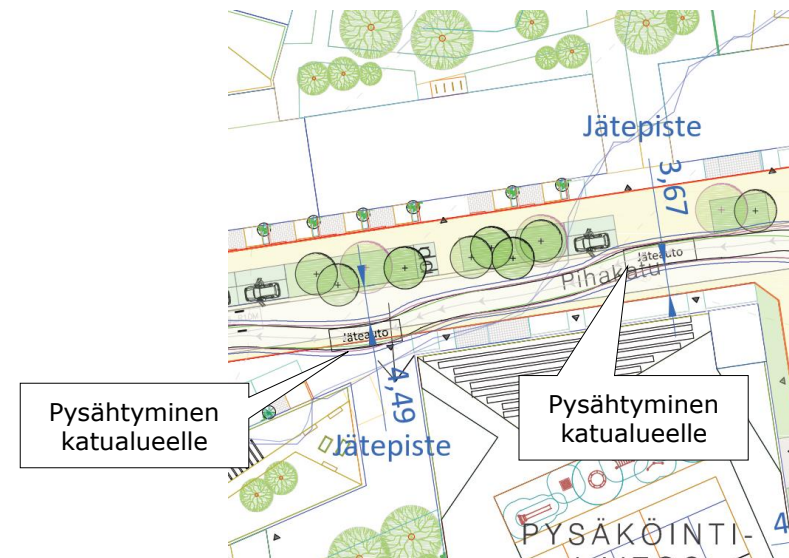 Jätepiste
3,67
Jäteauto
Pihakatu
Jäteauto
4,49
Jätepiste
Pysähtyminen
katualueelle
Pysähtyminen
katualueelle
PYSÄKÖINTI-
4